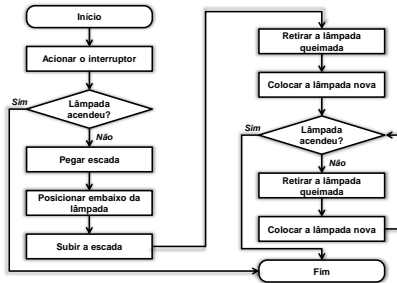 Início
Acionar o interruptor
Sim
Lâmpada
acendeu?
Não
Pegar escada
Posicionar embaixo da
lâmpada
Subir a escada
Retirar a lâmpada
queimada
Colocar a lâmpada nova
Sim
Lâmpada
acendeu?
Não
Retirar a lâmpada
queimada
Colocar a lâmpada nova
Fim